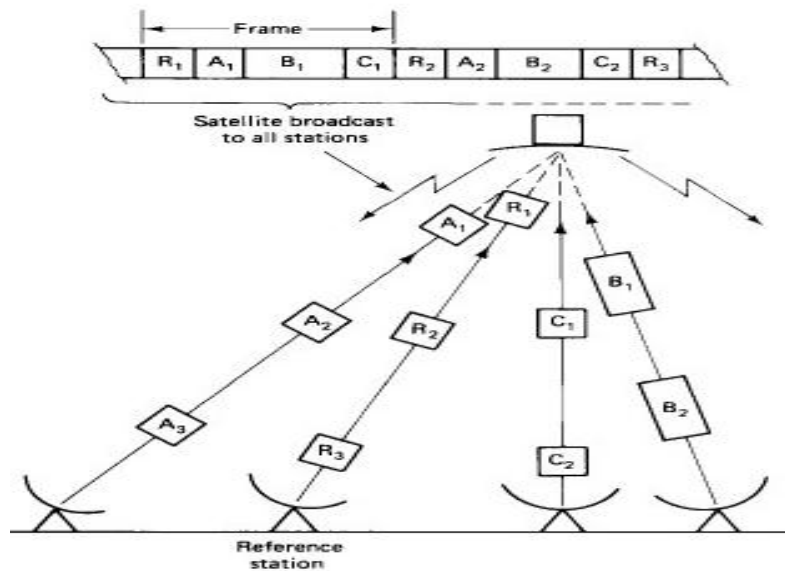 Frame
R₁ A₁ B₁ C₁ R₂ A₂ B₂ C₂ R₃
Satellite broadcast
to all stations
R₁
A₁
B₁
A₂
R₂
C₁
B₂
A₃
R₃
C₂
Reference
station